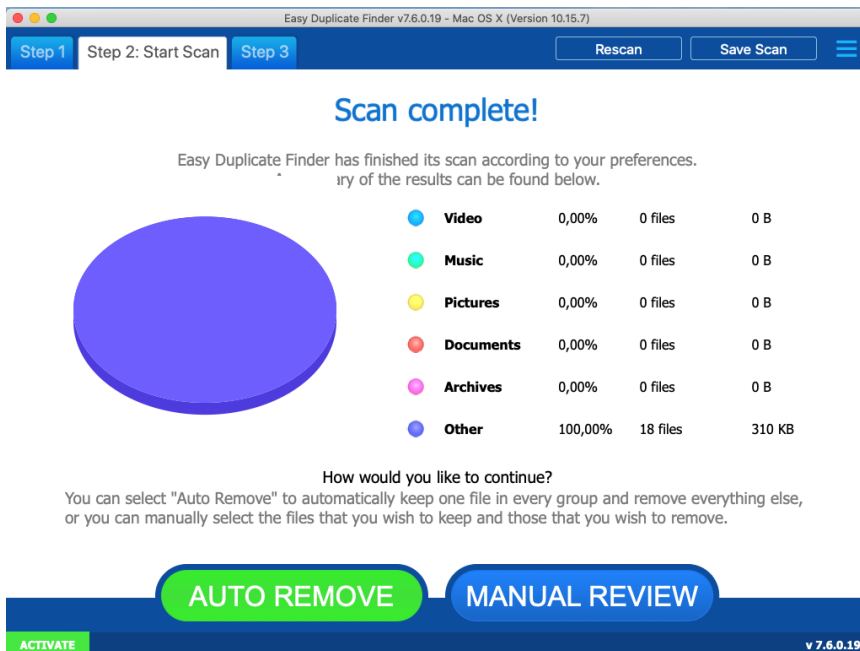 Easy Duplicate Finder v7.6.0.19 - Mac OS X (Version 10.15.7)
Step 1
Step 2: Start Scan
Step 3
Rescan
Save Scan
Scan complete!
Easy Duplicate Finder has finished its scan according to your preferences.
of the results can be found below.
Video 0,00% 0 files 0 B
Music 0,00% 0 files 0 B
Pictures 0,00% 0 files 0 B
Documents 0,00% 0 files 0 B
Archives 0,00% 0 files 0 B
Other 100,00% 18 files 310 KB
How would you like to continue?
You can select "Auto Remove" to automatically keep one file in every group and remove everything else,
or you can manually select the files that you wish to keep and those that you wish to remove.
AUTO REMOVE
MANUAL REVIEW
ACTIVATE
v 7.6.0.19